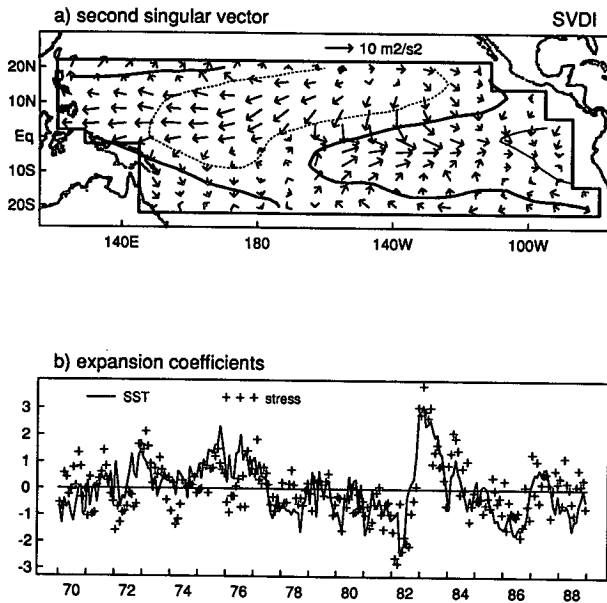 a) second singular vector SVDI
10 m2/s2
20N
10N
Eq
10S
20S
140E 180 140W 100W
b) expansion coefficients
SST +++ stress
3
2
1
0
-1
-2
-3
70 72 74 76 78 80 82 84 86 88